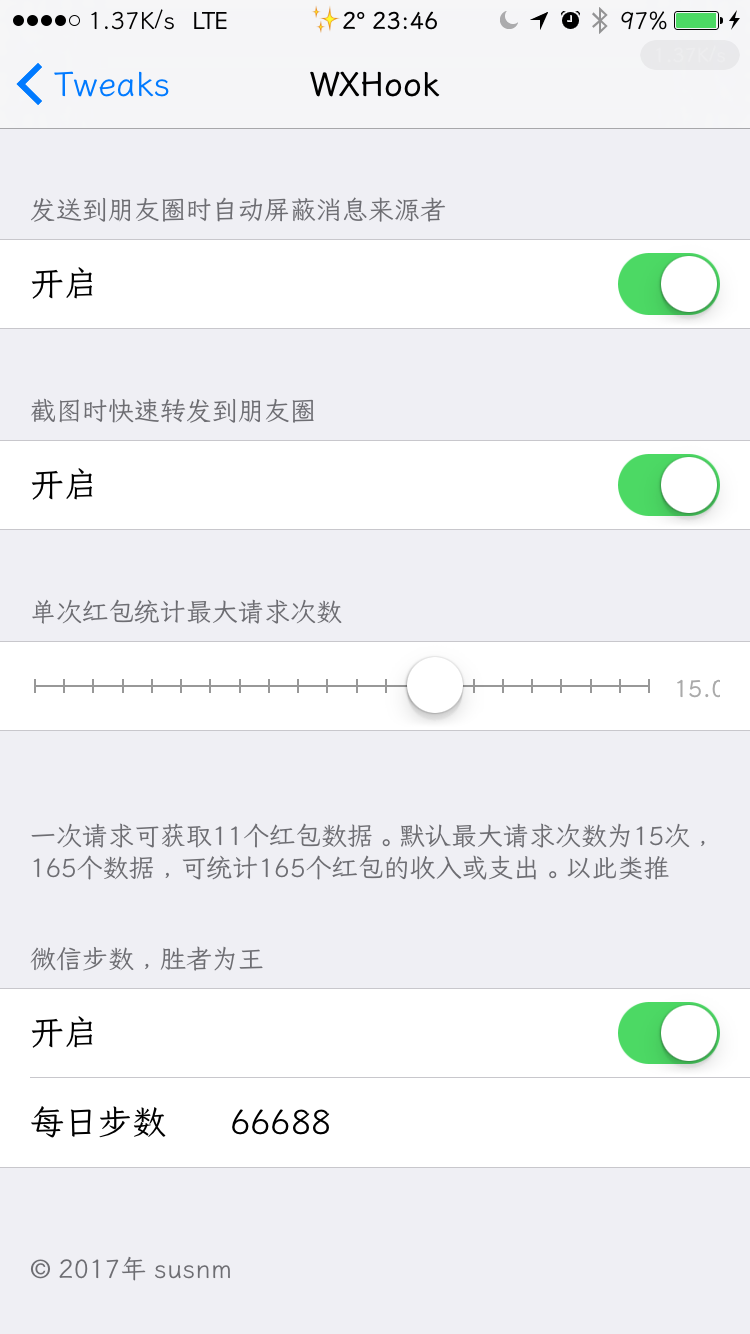 1.37K/s LTE ✨2° 23:46 97%
1.37K/s
Tweaks WXHook
发送到朋友圈时自动屏蔽消息来源者
开启
截图时快速转发到朋友圈
开启
单次红包统计最大请求次数
15.0
一次请求可获取11个红包数据。默认最大请求次数为15次，
165个数据，可统计165个红包的收入或支出。以此类推
微信步数，胜者为王
开启
每日步数 66688
© 2017年 susnm